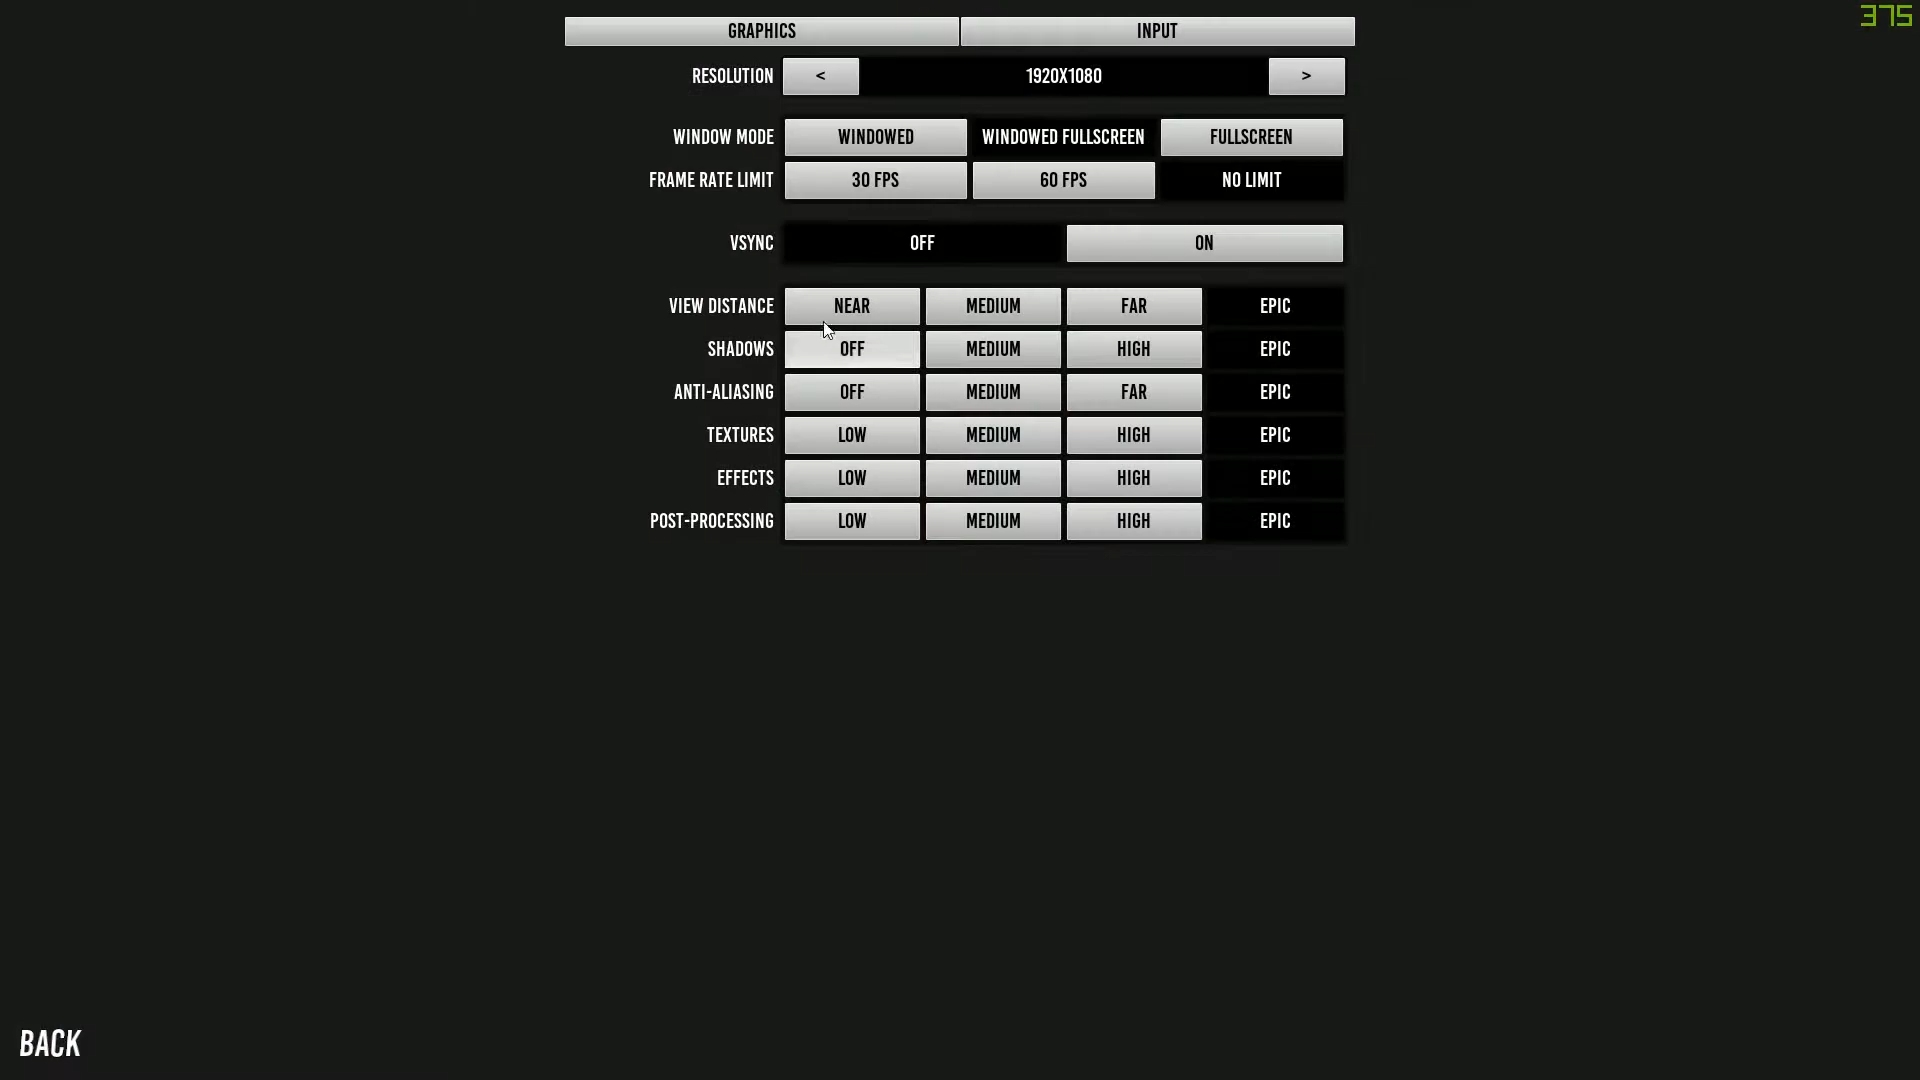 375
GRAPHICS INPUT
RESOLUTION < 1920X1080 >
WINDOW MODE WINDOWED WINDOWED FULLSCREEN FULLSCREEN
FRAME RATE LIMIT 30 FPS 60 FPS NO LIMIT
VSYNC OFF ON
VIEW DISTANCE NEAR MEDIUM FAR EPIC
SHADOWS OFF MEDIUM HIGH EPIC
ANTI-ALIASING OFF MEDIUM FAR EPIC
TEXTURES LOW MEDIUM HIGH EPIC
EFFECTS LOW MEDIUM HIGH EPIC
POST-PROCESSING LOW MEDIUM HIGH EPIC
BACK